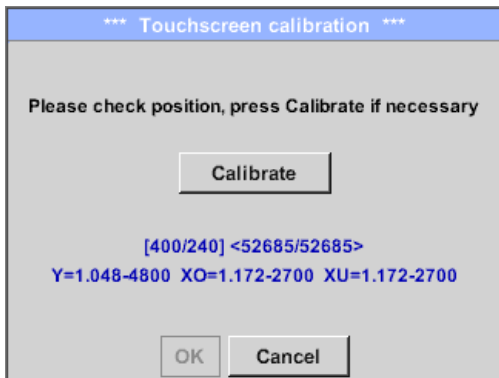 *** Touchscreen calibration ***
Please check position, press Calibrate if necessary
Calibrate
[400/240] <52685/52685>
Y=1.048-4800 XO=1.172-2700 XU=1.172-2700
OK Cancel